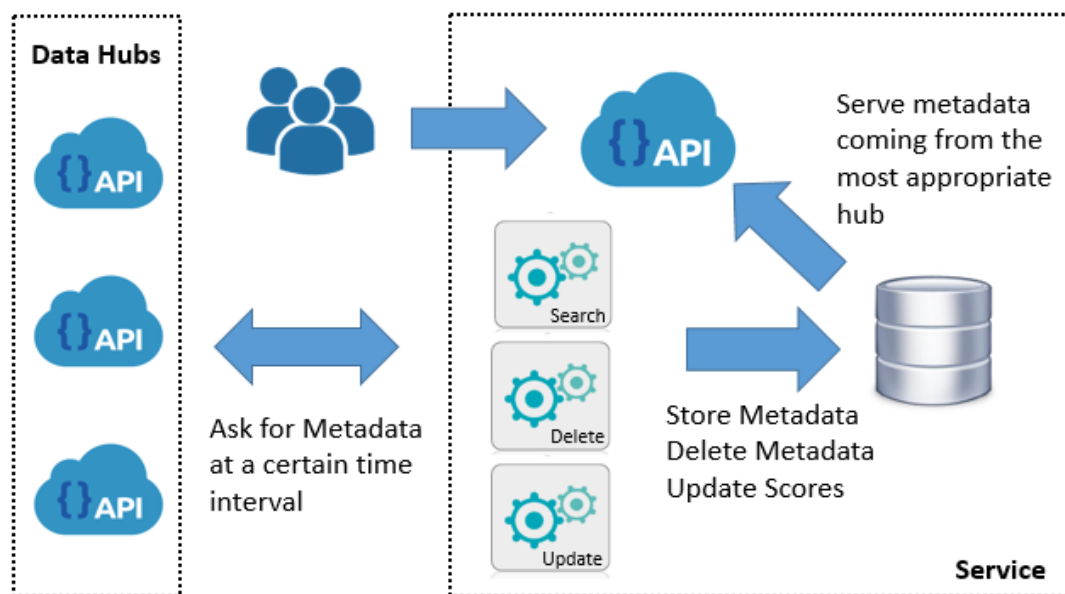 Data Hubs
{} API
{} API
{} API
Ask for Metadata
at a certain time
interval
{} API
Serve metadata
coming from the
most appropriate
hub
Search
Delete
Update
Store Metadata
Delete Metadata
Update Scores
Service